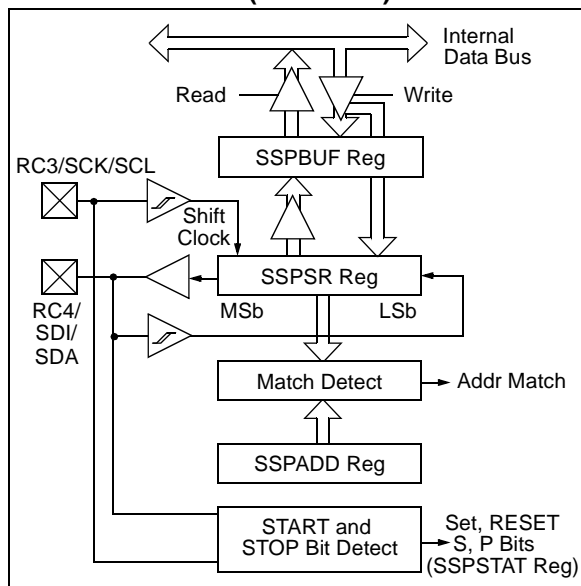 Internal
Data Bus
Read
Write
SSPBUF Reg
RC3/SCK/SCL
Shift
Clock
SSPSR Reg
MSb
LSb
RC4/
SDI/
SDA
Match Detect
Addr Match
SSPADD Reg
START and
STOP Bit Detect
Set, RESET
S, P Bits
(SSPSTAT Reg)